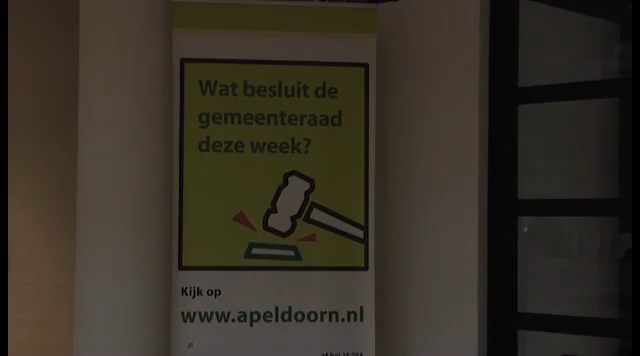 Wat besluit de
gemeenteraad
deze week?
Kijk op
www.apeldoorn.nl